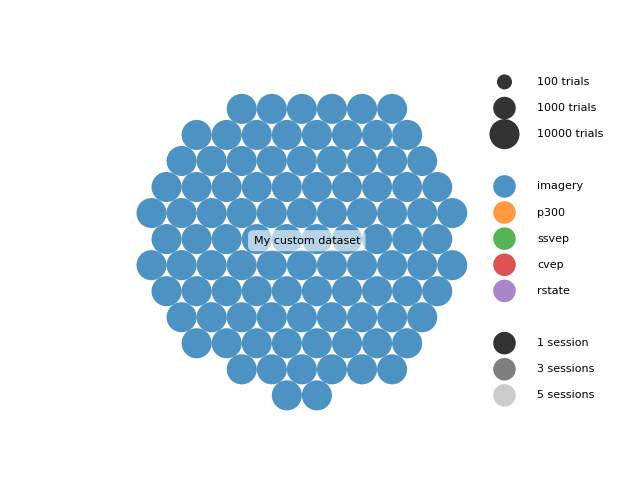 100 trials
1000 trials
10000 trials
imagery
p300
ssvep
My custom dataset
cvep
rstate
1 session
3 sessions
5 sessions